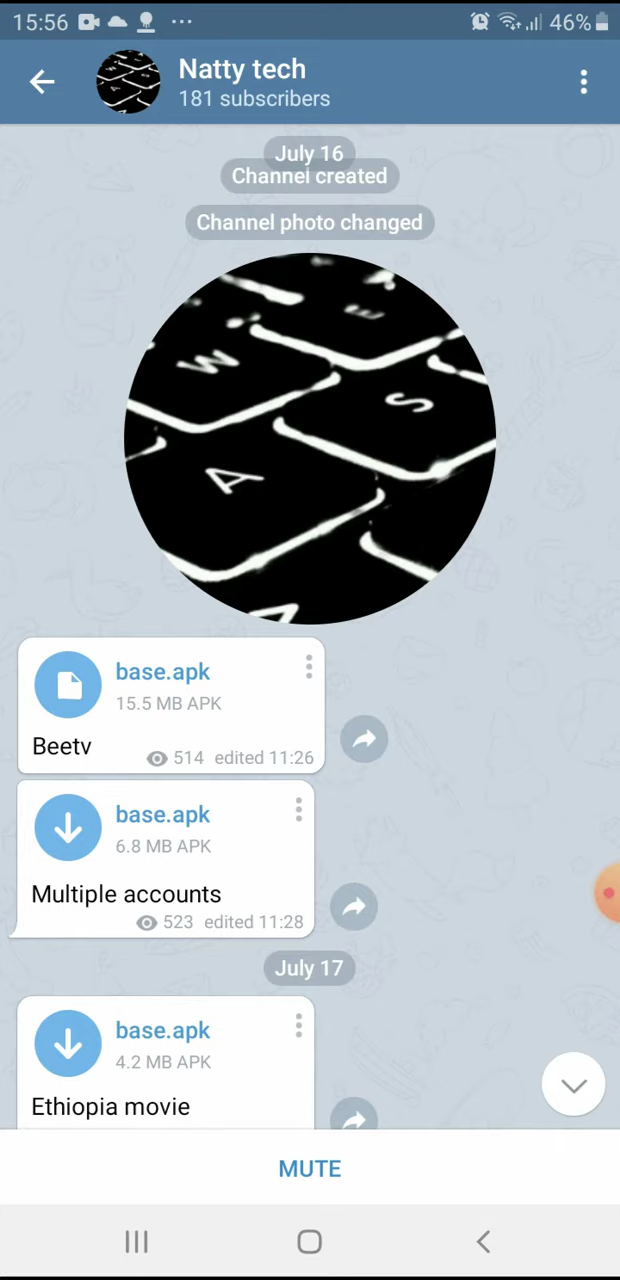 15:56 ... 46%
Natty tech
181 subscribers
July 16
Channel created
Channel photo changed
E
W
S
A
base.apk
15.5 MB APK
Beetv
514 edited 11:26
base.apk
6.8 MB APK
Multiple accounts
523 edited 11:28
July 17
base.apk
4.2 MB APK
Ethiopia movie
MUTE